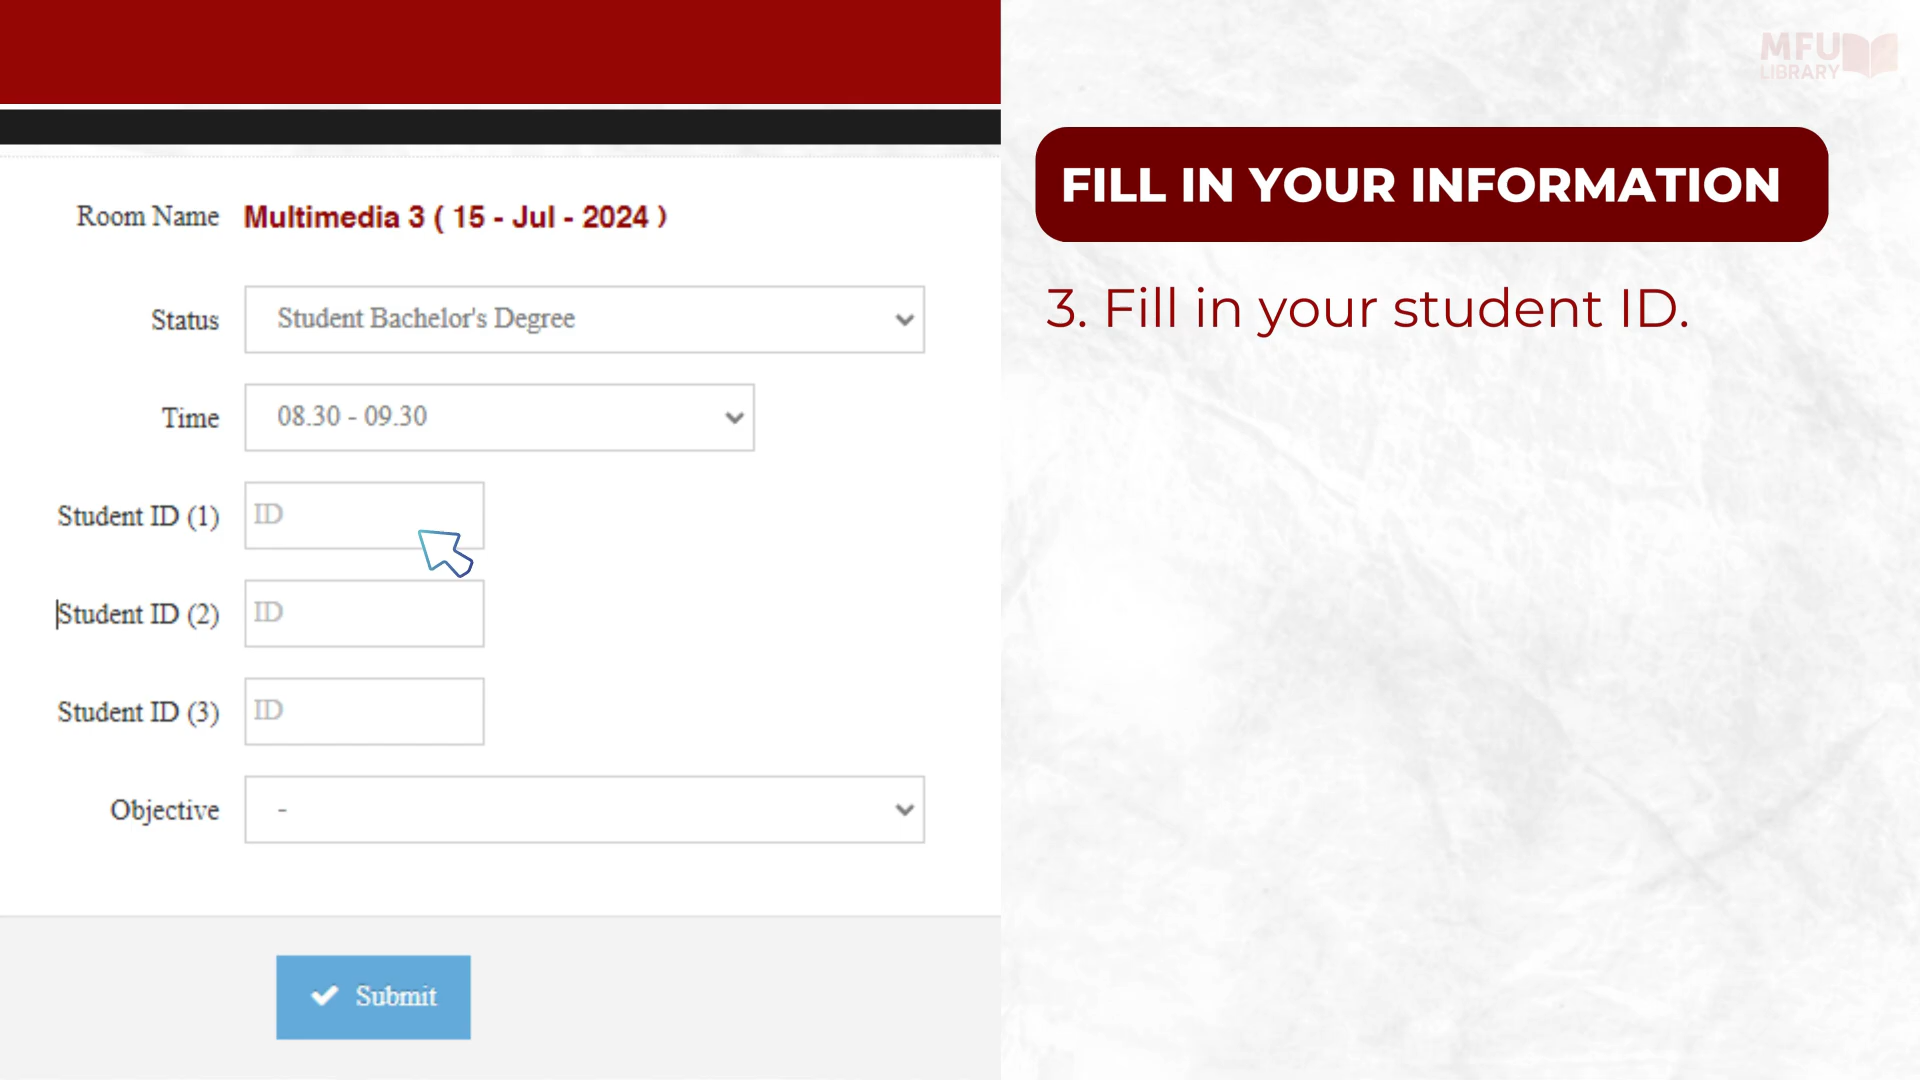 MFU
LIBRARY
FILL IN YOUR INFORMATION
3. Fill in your student ID.
Room Name Multimedia 3 ( 15 - Jul - 2024 )
Status Student Bachelor's Degree
Time 08.30 - 09.30
Student ID (1) ID
Student ID (2) ID
Student ID (3) ID
Objective -
Submit